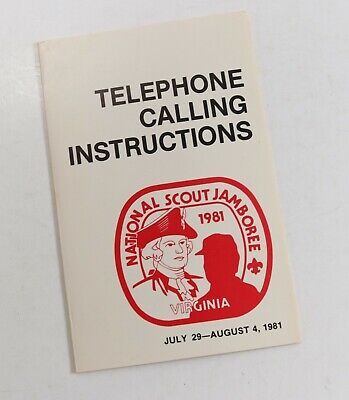 TELEPHONE
CALLING
INSTRUCTIONS
NATIONAL SCOUT JAMBOREE
1981
VIRGINIA
JULY 29—AUGUST 4, 1981